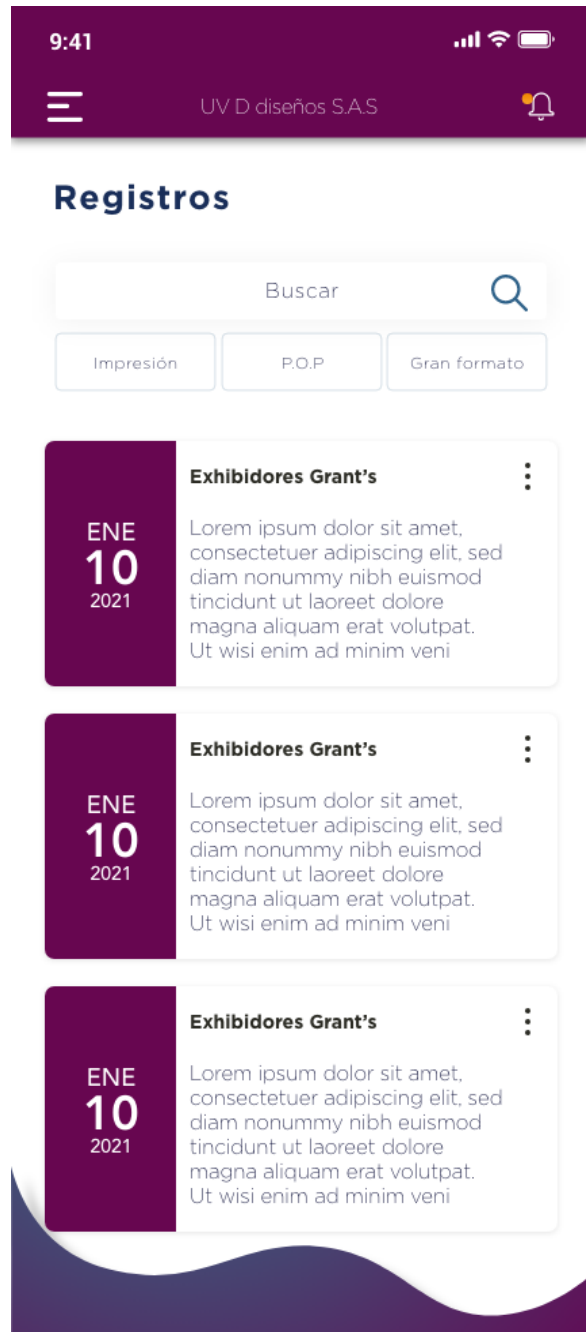 9:41
UV D diseños S.A.S
Registros
Buscar
Impresión
P.O.P
Gran formato
ENE
10
2021
Exhibidores Grant’s
Lorem ipsum dolor sit amet,
consectetuer adipiscing elit, sed
diam nonummy nibh euismod
tincidunt ut laoreet dolore
magna aliquam erat volutpat.
Ut wisi enim ad minim veni
ENE
10
2021
Exhibidores Grant’s
Lorem ipsum dolor sit amet,
consectetuer adipiscing elit, sed
diam nonummy nibh euismod
tincidunt ut laoreet dolore
magna aliquam erat volutpat.
Ut wisi enim ad minim veni
ENE
10
2021
Exhibidores Grant’s
Lorem ipsum dolor sit amet,
consectetuer adipiscing elit, sed
diam nonummy nibh euismod
tincidunt ut laoreet dolore
magna aliquam erat volutpat.
Ut wisi enim ad minim veni